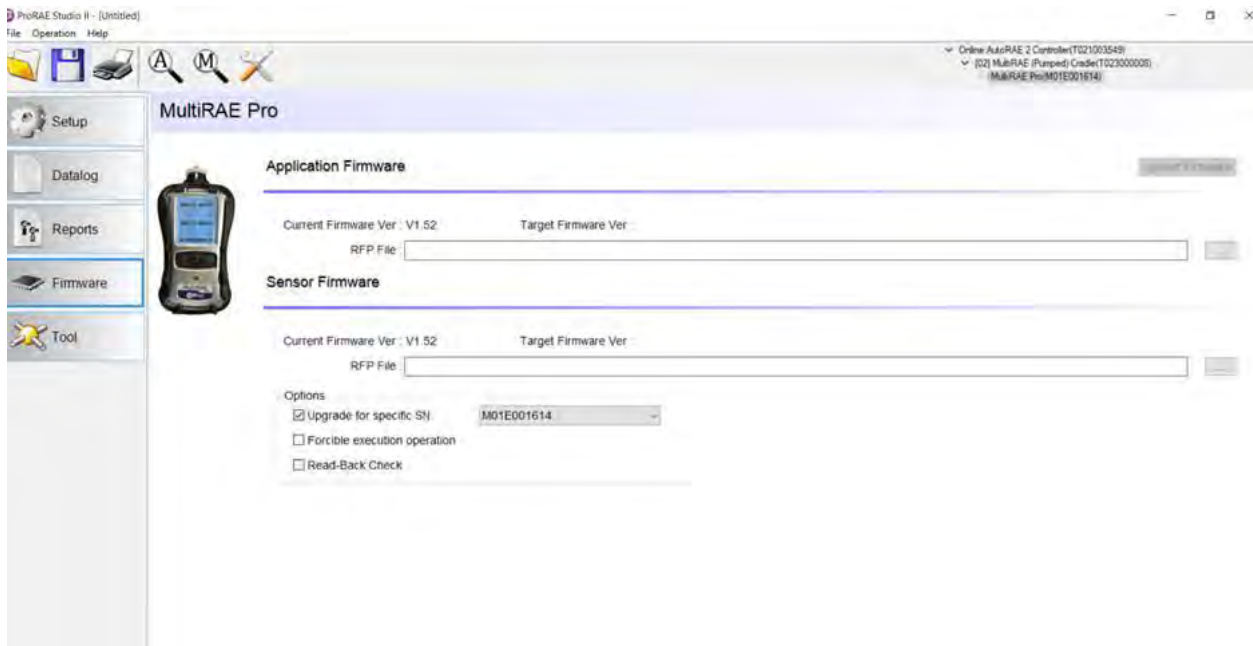 ProRAE Studio II - [Untitled]
File Operation Help
Online AutoRAE 2 Controller(T021003549)
[02] MultiRAE (Pumped) Cradle(T023000008)
MultiRAE Pro(M01E001614)
A M
Setup
Datalog
Reports
Firmware
Tool
MultiRAE Pro
Application Firmware
Current Firmware Ver : V1.52 Target Firmware Ver
RFP File
Sensor Firmware
Current Firmware Ver : V1.52 Target Firmware Ver
RFP File
Options
Upgrade for specific SN M01E001614
Forcible execution operation
Read-Back Check